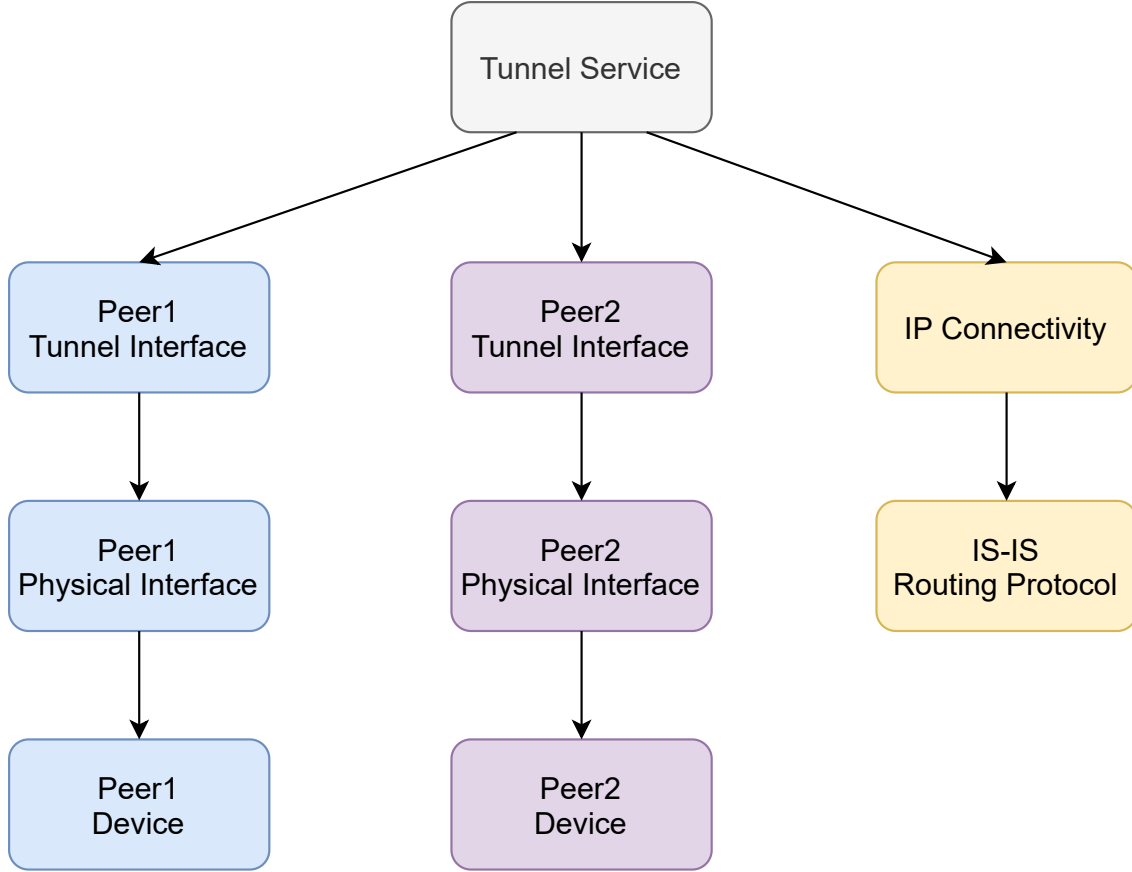 Tunnel Service
Peer1
Tunnel Interface
Peer2
Tunnel Interface
IP Connectivity
Peer1
Physical Interface
Peer2
Physical Interface
IS-IS
Routing Protocol
Peer1
Device
Peer2
Device